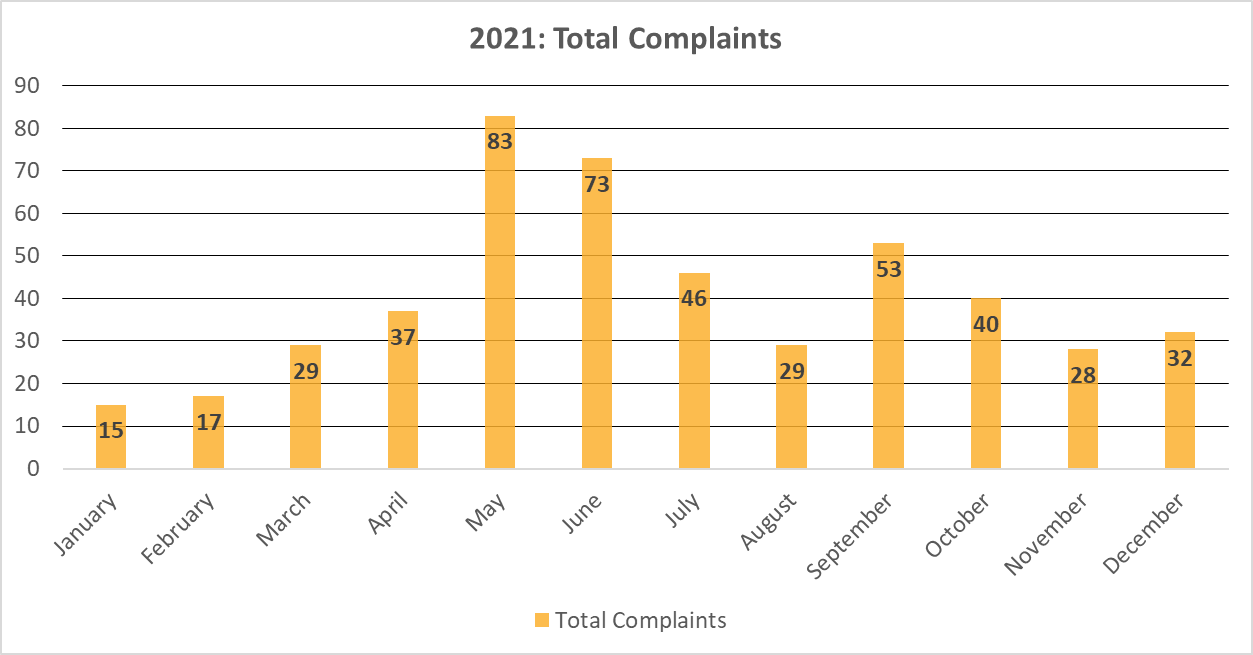 2021: Total Complaints
90
80
70
60
50
40
30
20
10
0
15
17
29
37
83
73
46
29
53
40
28
32
January
February
March
April
May
June
July
August
September
October
November
December
Total Complaints